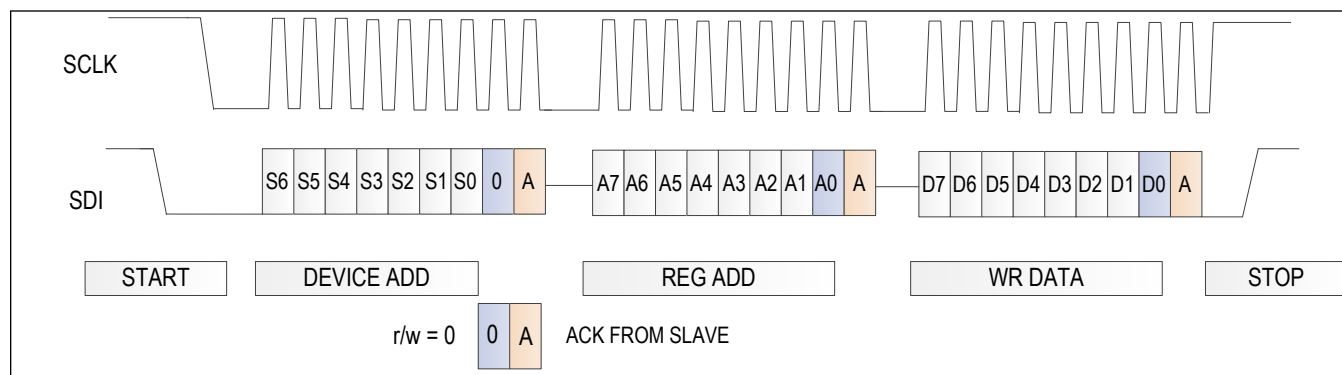 SCLK
SDI
S6 S5 S4 S3 S2 S1 S0 0 A A7 A6 A5 A4 A3 A2 A1 A0 A D7 D6 D5 D4 D3 D2 D1 D0 A
START DEVICE ADD REG ADD WR DATA STOP
r/w = 0 0 A ACK FROM SLAVE